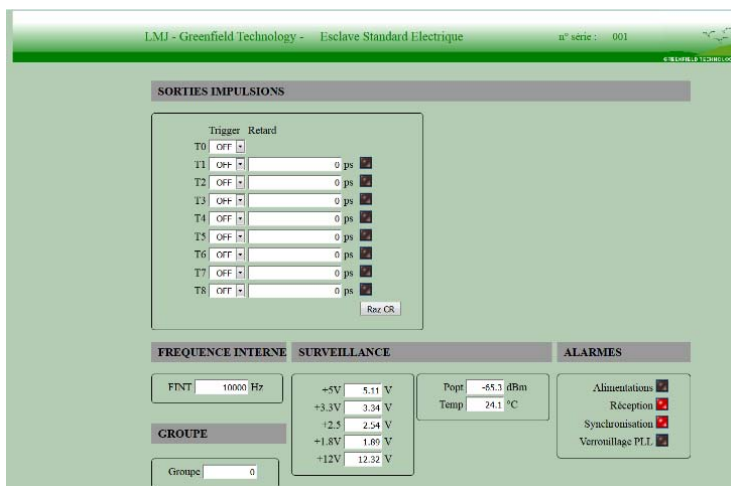 LMJ - Greenfield Technology - Esclave Standard Electrique n° série : 001
GREENFIELD TECHNOLOG
SORTIES IMPULSIONS
Trigger Retard
T0 OFF
T1 OFF 0 ps
T2 OFF 0 ps
T3 OFF 0 ps
T4 OFF 0 ps
T5 OFF 0 ps
T6 OFF 0 ps
T7 OFF 0 ps
T8 OFF 0 ps
Raz CR
FREQUENCE INTERNE SURVEILLANCE ALARMES
FINT 10000 Hz
+5V 5.11 V Popt -65.3 dBm Alimentations
+3.3V 3.34 V Temp 24.1 °C Réception
+2.5 2.54 V Synchronisation
GROUPE
+1.8V 1.89 V Verrouillage PLL
+12V 12.32 V
Groupe 0